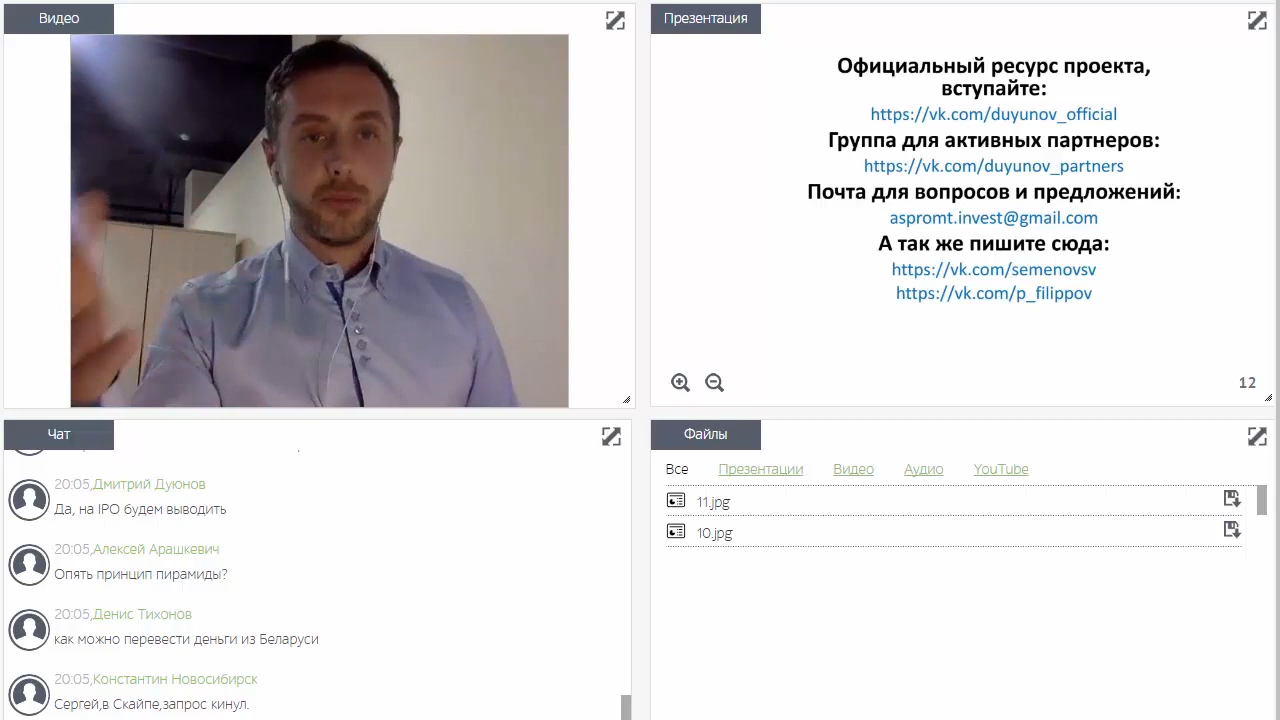 Видео
Презентация
Официальный ресурс проекта,
вступайте:
https://vk.com/duyunov_official
Группа для активных партнеров:
https://vk.com/duyunov_partners
Почта для вопросов и предложений:
aspromt.invest@gmail.com
А так же пишите сюда:
https://vk.com/semenovsv
https://vk.com/p_filippov
12
Чат
20:05,Дмитрий Дуюнов
Да, на IPO будем выводить
20:05,Алексей Арашкевич
Опять принцип пирамиды?
20:05,Денис Тихонов
как можно перевести деньги из Беларуси
20:05,Константин Новосибирск
Сергей,в Скайпе,запрос кинул.
Файлы
Все Презентации Видео Аудио YouTube
11.jpg
10.jpg